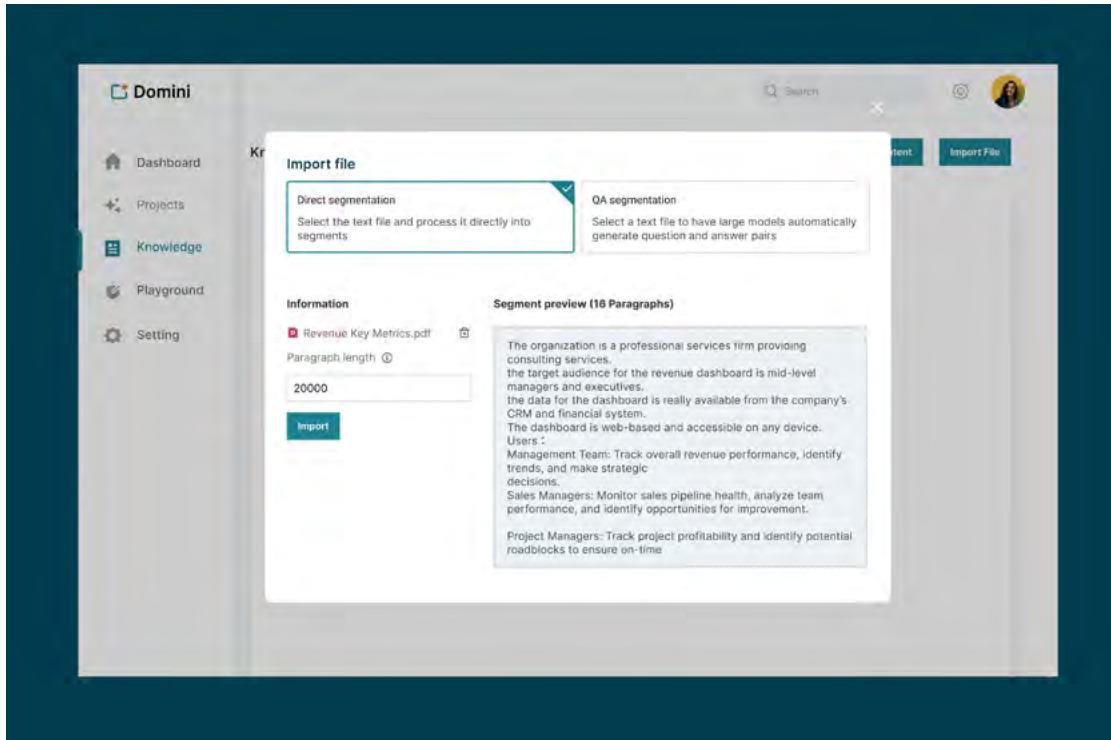 Domini
Search
Dashboard
Projects
Knowledge
Playground
Setting
Kr
tent
Import File
Import file
Direct segmentation
Select the text file and process it directly into
segments
QA segmentation
Select a text file to have large models automatically
generate question and answer pairs
Information
Revenue Key Metrics.pdf
Paragraph length
20000
Import
Segment preview (16 Paragraphs)
The organization is a professional services firm providing
consulting services.
the target audience for the revenue dashboard is mid-level
managers and executives.
the data for the dashboard is really available from the company's
CRM and financial system.
The dashboard is web-based and accessible on any device.
Users：
Management Team: Track overall revenue performance, identify
trends, and make strategic
decisions.
Sales Managers: Monitor sales pipeline health, analyze team
performance, and identify opportunities for improvement.
Project Managers: Track project profitability and identify potential
roadblocks to ensure on-time